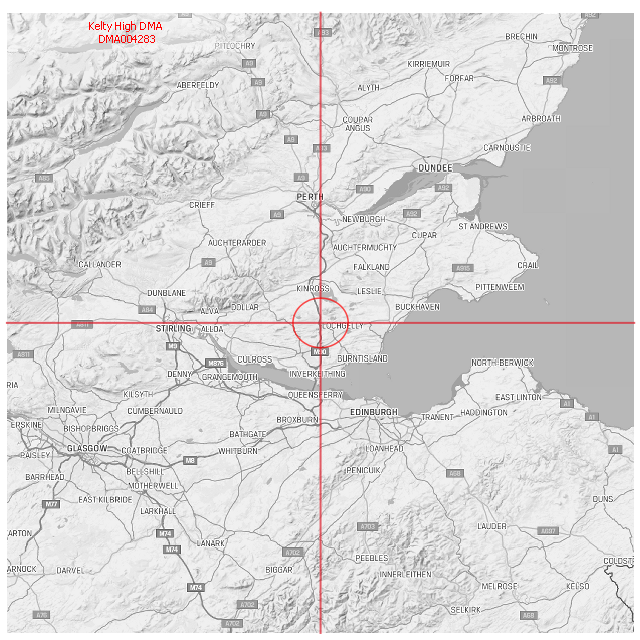 Kelty High DMA
DMA004283
A93
A92
BRECHIN
MONTROSE
PITLOCHRY
A9
KIRRIEMUIR
FORFAR
A9
ABERFELDY
ALYTH
A92
A9
COUPAR
ANGUS
ARBROATH
A9
A93
CARNOUSTIE
DUNDEE
A85
A9
A90
A92
PERTH
CRIEFF
A9
NEWBURGH
A92
ST ANDREWS
CUPAR
AUCHTERARDER
AUCHTERMUCHTY
CALLANDER
A9
FALKLAND
A915
CRAIL
PITTENWEEM
KINROSS
LESLIE
DUNBLANE
A84
ALVA
DOLLAR
BUCKHAVEN
A811
STIRLING
ALLOA
LOCHGELLY
M9
M90
A811
CULROSS
BURNTISLAND
M876
NORTH BERWICK
DENNY
GRANGEMOUTH
INVERKEITHING
RIA
KILSYTH
QUEENSFERRY
EAST LINTON
A1
MILNGAVIE
CUMBERNAULD
EDINBURGH
HADDINGTON
A1
ERSKINE
BISHOPBRIGGS
BROXBURN
TRANENT
BATHGATE
GLASGOW
COATBRIDGE
WHITBURN
LOANHEAD
A1
PAISLEY
M8
BELLSHILL
PENICUIK
A68
BARRHEAD
MOTHERWELL
EAST KILBRIDE
DUNS
M77
LARKHALL
A703
LAUDER
A697
ARTON
M74
LANARK
M74
A702
PEEBLES
COLDST
ARNOCK
DARVEL
BIGGAR
INNERLEITHEN
M74
MELROSE
KELSO
A702
SELKIRK
A76
A68
A702